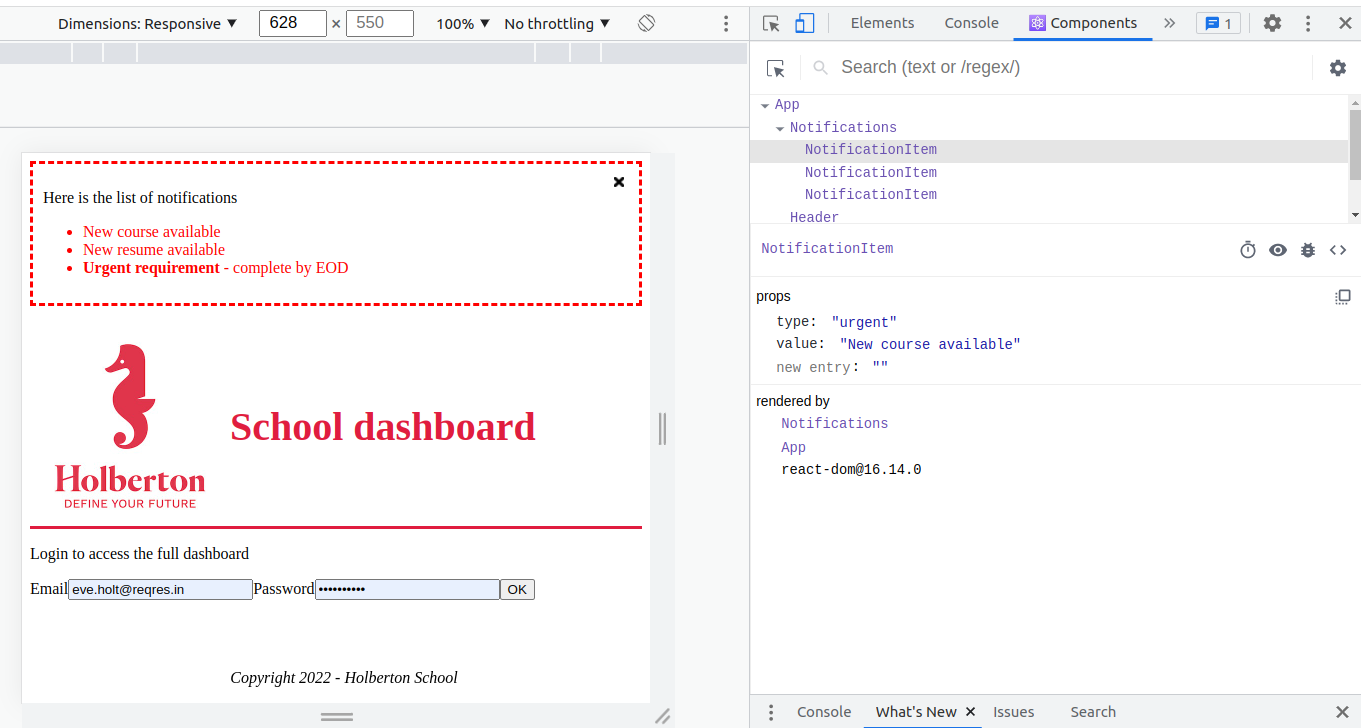 Dimensions: Responsive ▼ 628 × 550 100% ▼ No throttling ▼
Elements Console Components » 1
Search (text or /regex/)
App
Notifications
NotificationItem
NotificationItem
NotificationItem
Header
NotificationItem
props
type: "urgent"
value: "New course available"
new entry: ""
rendered by
Notifications
App
react-dom@16.14.0
Console What's New × Issues Search
Here is the list of notifications
• New course available
• New resume available
• Urgent requirement - complete by EOD
School dashboard
Holberton
DEFINE YOUR FUTURE
Login to access the full dashboard
Email eve.holt@reqres.in Password •••••••••• OK
Copyright 2022 - Holberton School